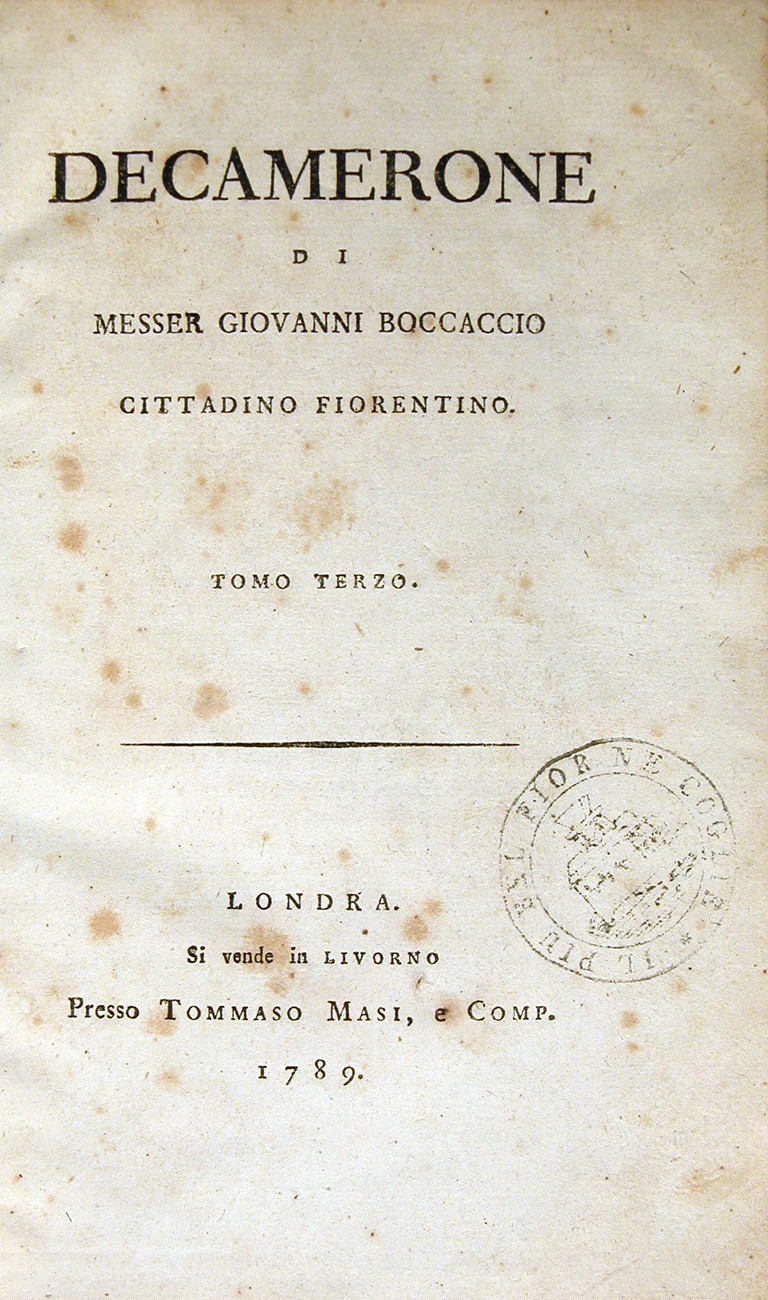 DECAMERONE
DI
MESSER GIOVANNI BOCCACCIO
CITTADINO FIORENTINO.
TOMO TERZO.
LONDRA.
Si vende in LIVORNO
Presso TOMMASO MASI, e COMP.
1789.
IL PIU BEL FIOR NE COGLIE